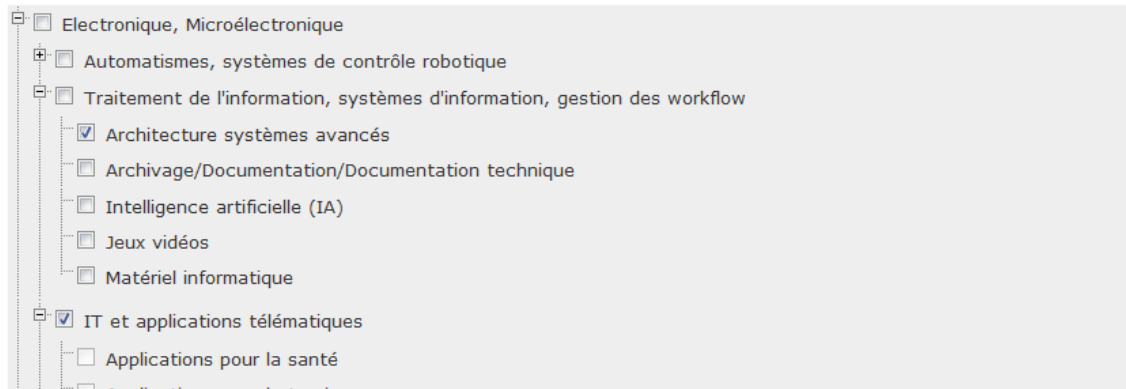 Electronique, Microélectronique
Automatismes, systèmes de contrôle robotique
Traitement de l'information, systèmes d'information, gestion des workflow
Architecture systèmes avancés
Archivage/Documentation/Documentation technique
Intelligence artificielle (IA)
Jeux vidéos
Matériel informatique
IT et applications télématiques
Applications pour la santé